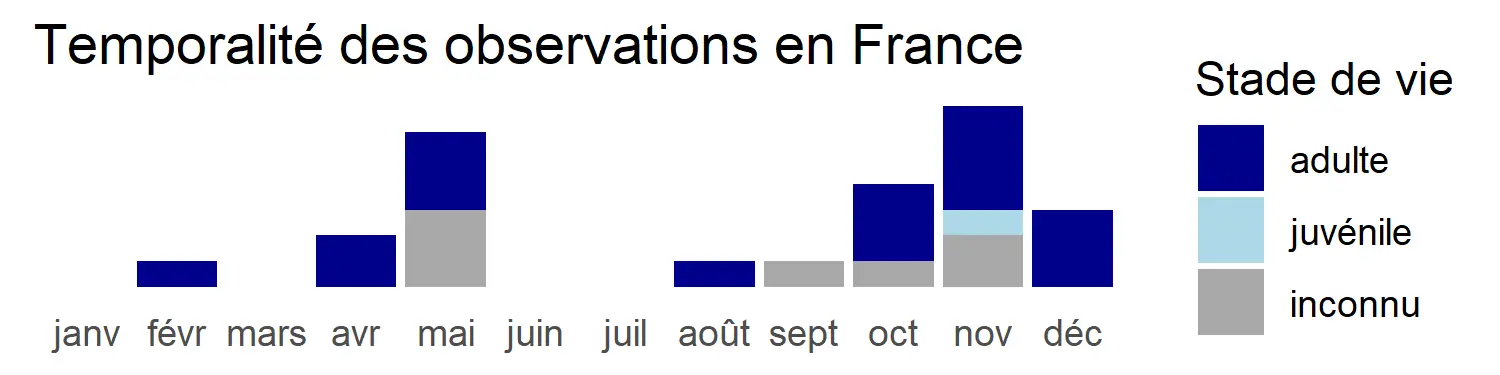 Temporalité des observations en France
janv févr mars avr mai juin juil août sept oct nov déc
Stade de vie
adulte
juvénile
inconnu